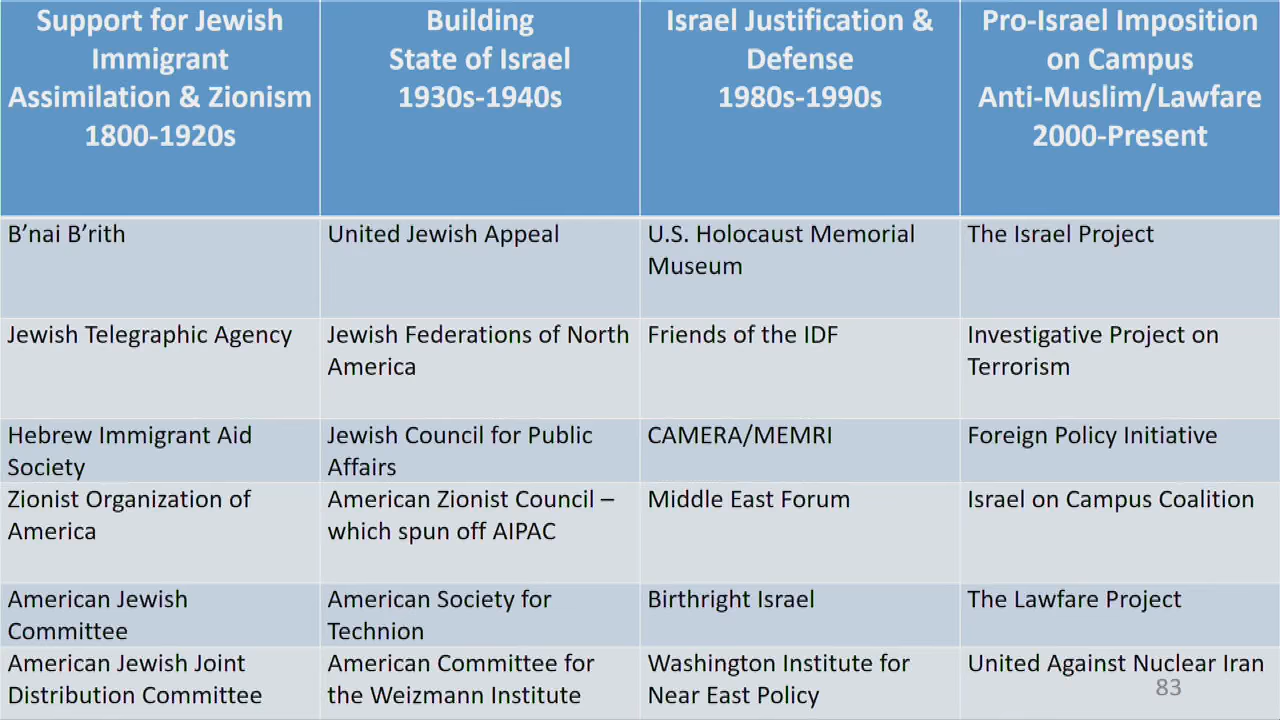 Support for Jewish
Immigrant
Assimilation & Zionism
1800-1920s
Building
State of Israel
1930s-1940s
Israel Justification &
Defense
1980s-1990s
Pro-Israel Imposition
on Campus
Anti-Muslim/Lawfare
2000-Present
B’nai B’rith
United Jewish Appeal
U.S. Holocaust Memorial
Museum
The Israel Project
Jewish Telegraphic Agency
Jewish Federations of North
America
Friends of the IDF
Investigative Project on
Terrorism
Hebrew Immigrant Aid
Society
Jewish Council for Public
Affairs
CAMERA/MEMRI
Foreign Policy Initiative
Zionist Organization of
America
American Zionist Council –
which spun off AIPAC
Middle East Forum
Israel on Campus Coalition
American Jewish
Committee
American Society for
Technion
Birthright Israel
The Lawfare Project
American Jewish Joint
Distribution Committee
American Committee for
the Weizmann Institute
Washington Institute for
Near East Policy
United Against Nuclear Iran
83